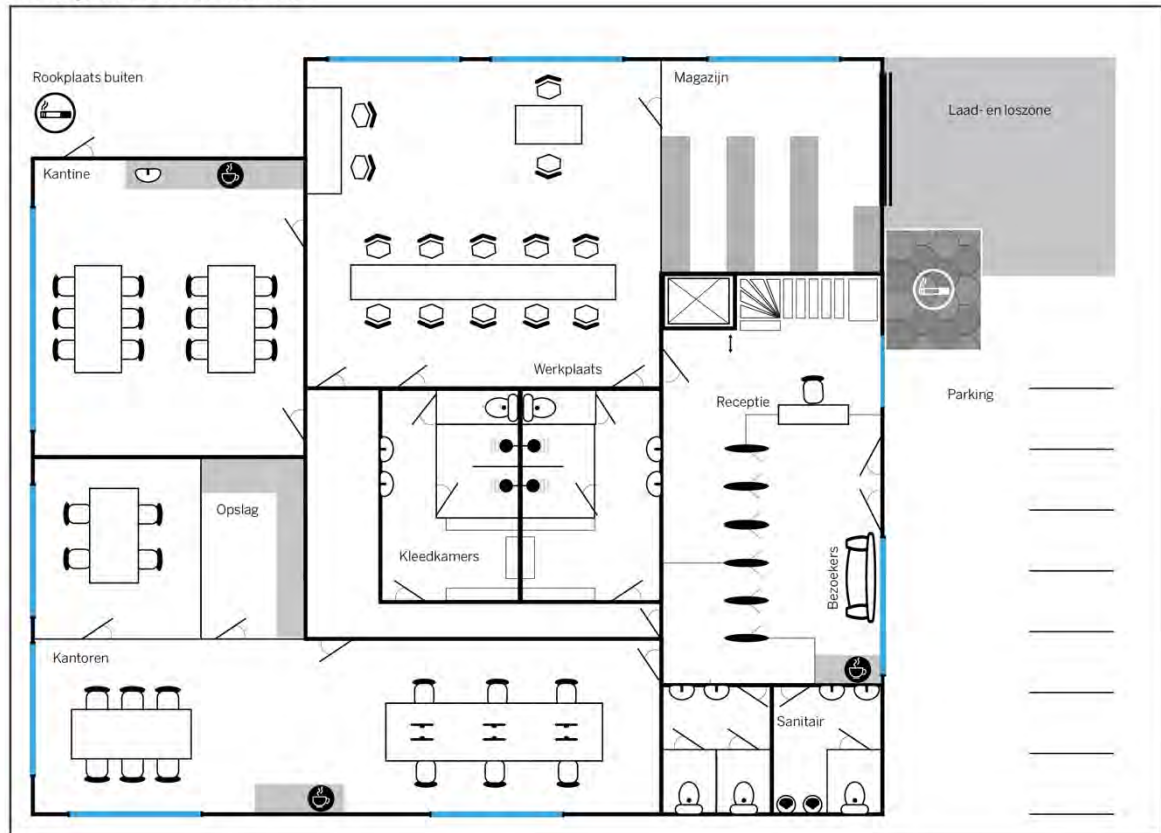 Rookplaats buiten
Magazijn
Laad- en loszone
Kantine
Werkplaats
Receptie
Parking
Opslag
Kleedkamers
Bezoekers
Kantoren
Sanitair